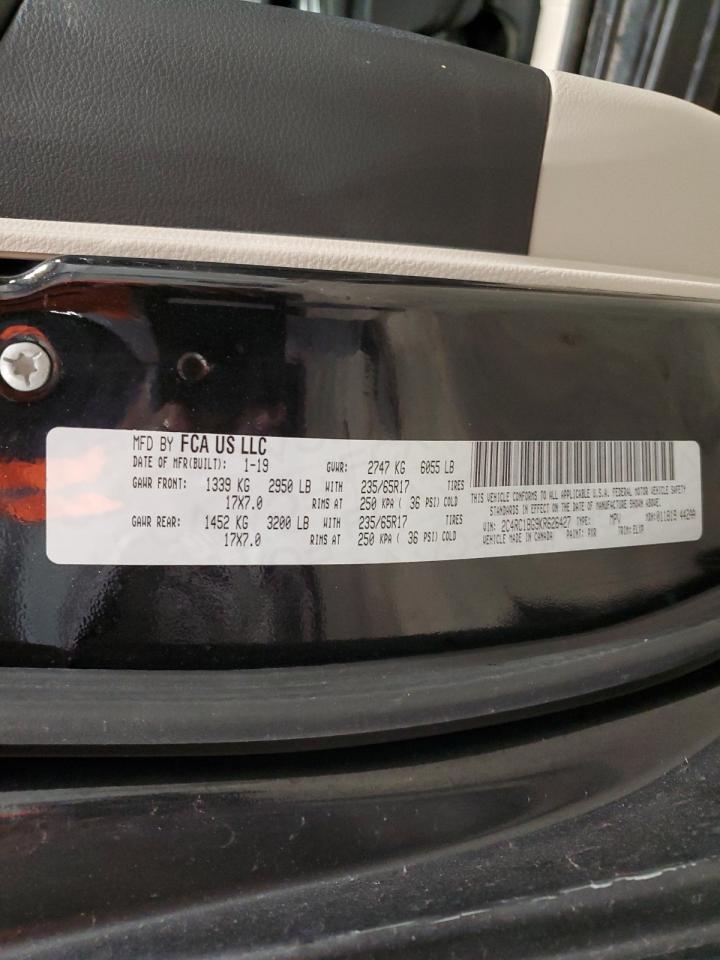 MFD BY FCA US LLC
DATE OF MFR(BUILT): 1-19 GVWR: 2747 KG 6055 LB
GAWR FRONT: 1339 KG 2950 LB WITH 235/65R17 TIRES
17X7.0 RIMS AT 250 KPA ( 36 PSI) COLD
GAWR REAR: 1452 KG 3200 LB WITH 235/65R17 TIRES
17X7.0 RIMS AT 250 KPA ( 36 PSI) COLD
THIS VEHICLE CONFORMS TO ALL APPLICABLE U.S.A. FEDERAL MOTOR VEHICLE SAFETY
STANDARDS IN EFFECT ON THE DATE OF MANUFACTURE SHOWN ABOVE.
VIN: 2C4RC1BG9KR626427 TYPE: MPV MDH:011819 442AA
VEHICLE MADE IN CANADA PAINT: PXR TRIM: